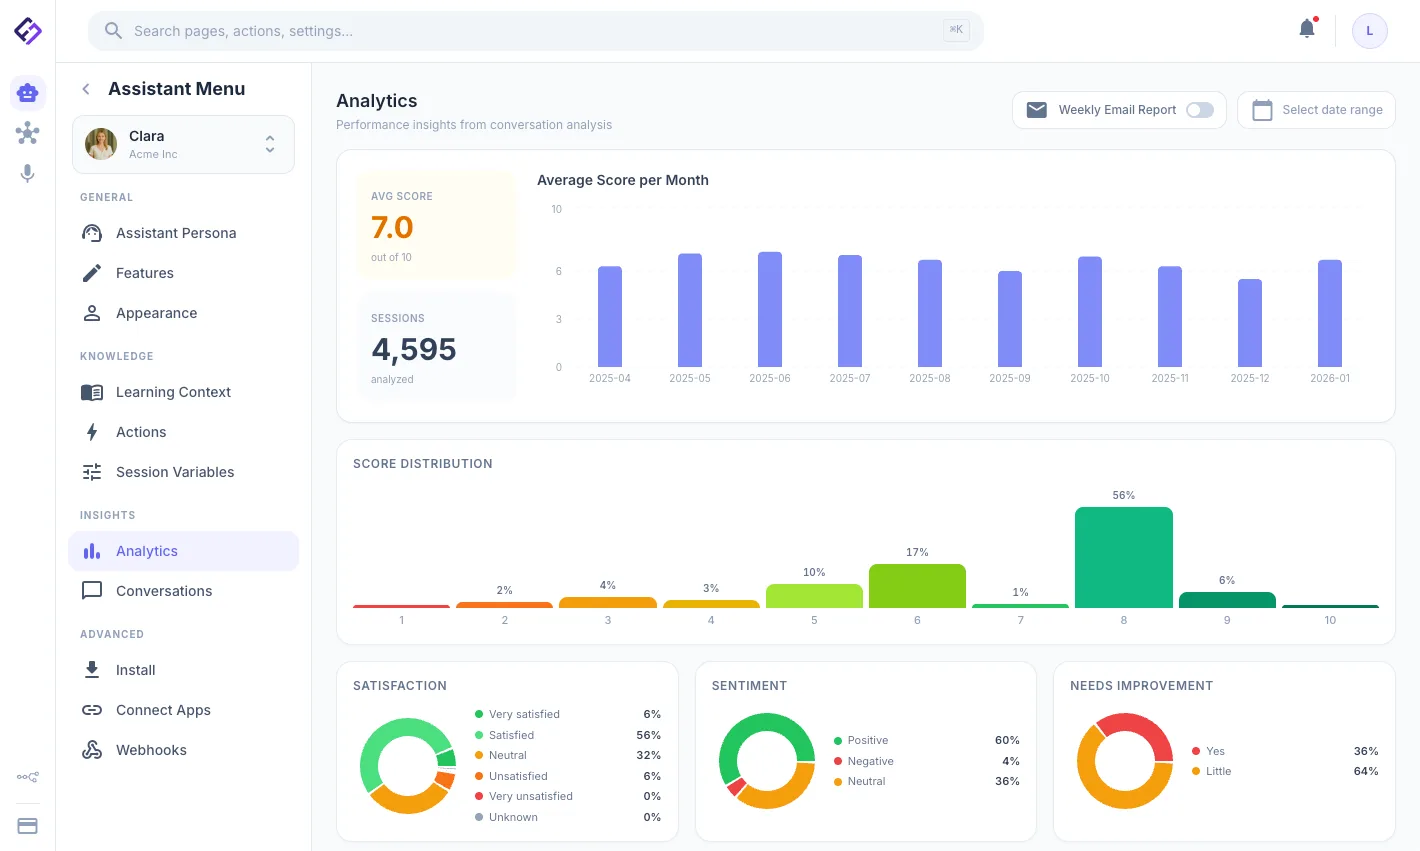 Search pages, actions, settings...
⌘K
L
Assistant Menu
Clara
Acme Inc
GENERAL
Assistant Persona
Features
Appearance
KNOWLEDGE
Learning Context
Actions
Session Variables
INSIGHTS
Analytics
Conversations
ADVANCED
Install
Connect Apps
Webhooks
Analytics
Performance insights from conversation analysis
Weekly Email Report
Select date range
AVG SCORE
7.0
out of 10
SESSIONS
4,595
analyzed
Average Score per Month
10
6
3
0
2025-04 2025-05 2025-06 2025-07 2025-08 2025-09 2025-10 2025-11 2025-12 2026-01
SCORE DISTRIBUTION
2% 4% 3% 10% 17% 1% 56% 6%
1 2 3 4 5 6 7 8 9 10
SATISFACTION
Very satisfied 6%
Satisfied 56%
Neutral 32%
Unsatisfied 6%
Very unsatisfied 0%
Unknown 0%
SENTIMENT
Positive 60%
Negative 4%
Neutral 36%
NEEDS IMPROVEMENT
Yes 36%
Little 64%